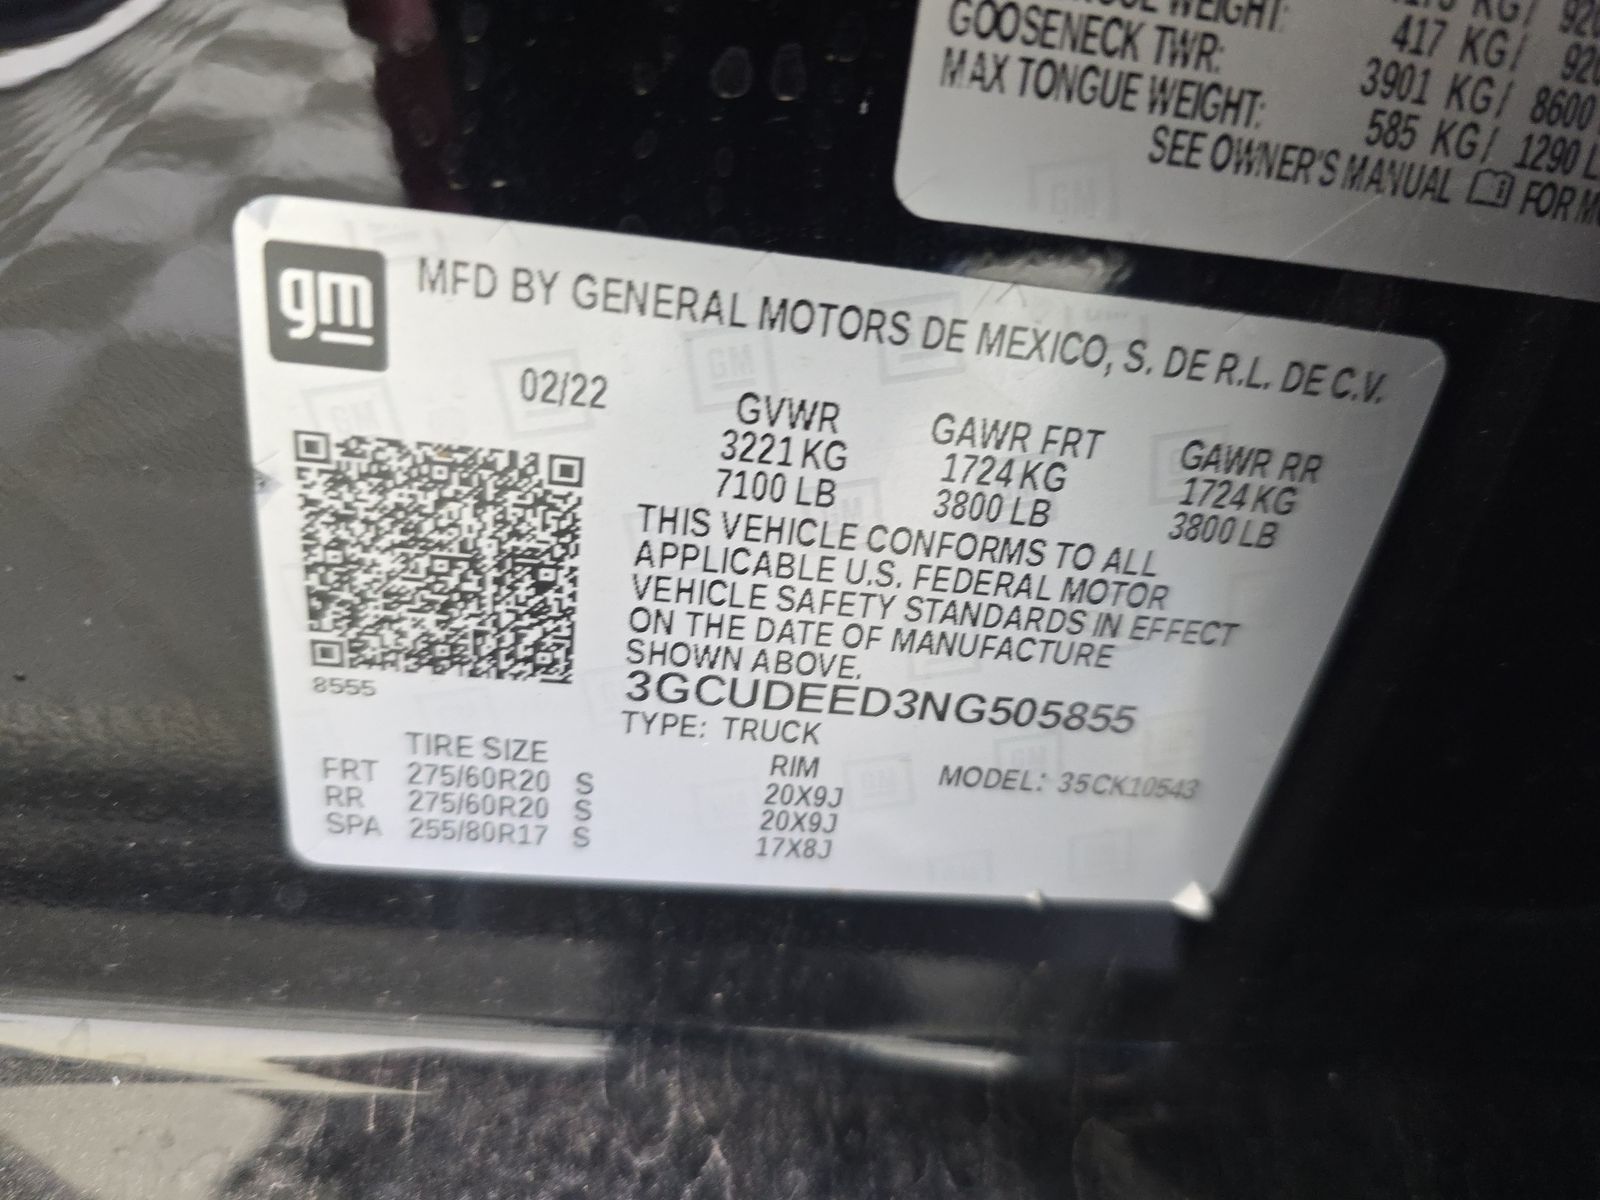 WEIGHT:
417 KG/ 920
GOOSENECK TWR:
3901 KG/ 8600
MAX TONGUE WEIGHT:
585 KG/ 1290 L
SEE OWNER'S MANUAL FOR
gm
MFD BY GENERAL MOTORS DE MEXICO, S. DE R.L. DE C.V.
02/22
GVWR GAWR FRT GAWR RR
3221 KG 1724 KG 1724 KG
7100 LB 3800 LB 3800 LB
THIS VEHICLE CONFORMS TO ALL
APPLICABLE U.S. FEDERAL MOTOR
VEHICLE SAFETY STANDARDS IN EFFECT
ON THE DATE OF MANUFACTURE
SHOWN ABOVE.
8555
3GCUDEED3NG505855
TYPE: TRUCK
TIRE SIZE RIM MODEL: 35CK10543
FRT 275/60R20 S 20X9J
RR 275/60R20 S 20X9J
SPA 255/80R17 S 17X8J